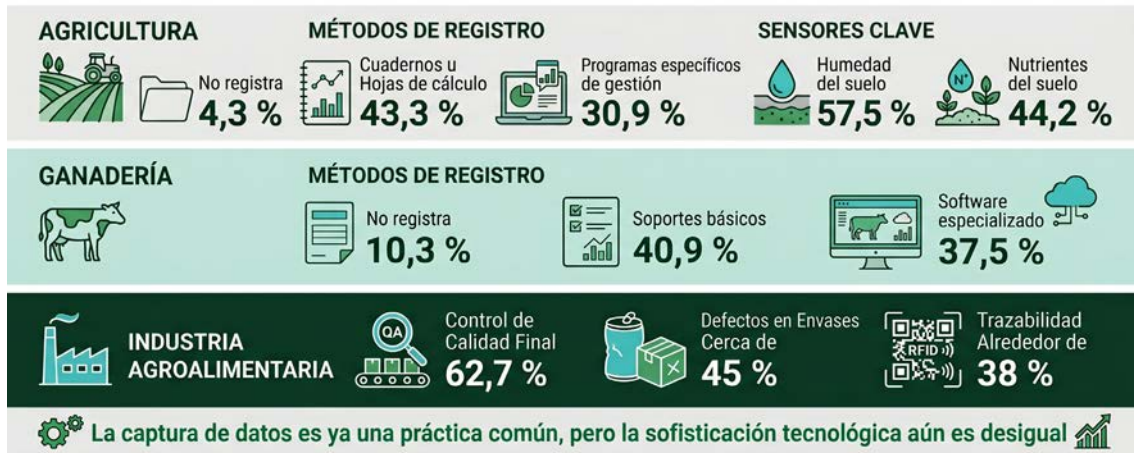 AGRICULTURA
No registra
4,3 %
MÉTODOS DE REGISTRO
Cuadernos u
Hojas de cálculo
43,3 %
Programas específicos
de gestión
30,9 %
SENSORES CLAVE
Humedad
del suelo
57,5 %
N+
Nutrientes
del suelo
44,2 %
GANADERÍA
MÉTODOS DE REGISTRO
No registra
10,3 %
Soportes básicos
40,9 %
Software
especializado
37,5 %
INDUSTRIA
AGROALIMENTARIA
QA
Control de
Calidad Final
62,7 %
Defectos en Envases
Cerca de
45 %
RFID
Trazabilidad
Alrededor de
38 %
La captura de datos es ya una práctica común, pero la sofisticación tecnológica aún es desigual